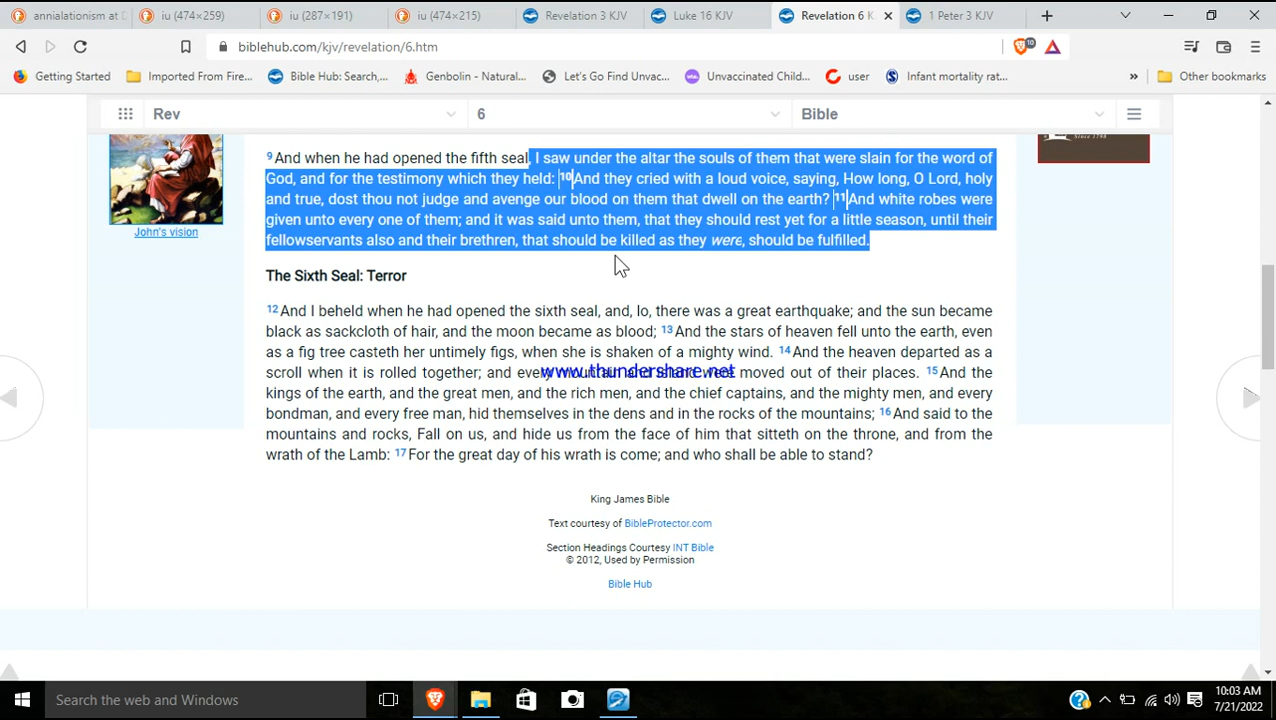 annialationism at D
iu (474×259)
iu (287×191)
iu (474×215)
Revelation 3 KJV
Luke 16 KJV
Revelation 6 K
1 Peter 3 KJV
biblehub.com/kjv/revelation/6.htm
10
Getting Started
Imported From Fire...
Bible Hub: Search,...
Genbolin - Natural...
Let's Go Find Unvac...
Unvaccinated Child...
user
Infant mortality rat...
»
Other bookmarks
Rev
6
Bible
Since 1798
John's vision
9 And when he had opened the fifth seal, I saw under the altar the souls of them that were slain for the word of
God, and for the testimony which they held: 10 And they cried with a loud voice, saying, How long, O Lord, holy
and true, dost thou not judge and avenge our blood on them that dwell on the earth? 11 And white robes were
given unto every one of them; and it was said unto them, that they should rest yet for a little season, until their
fellowservants also and their brethren, that should be killed as they were, should be fulfilled.
The Sixth Seal: Terror
12 And I beheld when he had opened the sixth seal, and, lo, there was a great earthquake; and the sun became
black as sackcloth of hair, and the moon became as blood; 13 And the stars of heaven fell unto the earth, even
as a fig tree casteth her untimely figs, when she is shaken of a mighty wind. 14 And the heaven departed as a
scroll when it is rolled together; and every mountain and island were moved out of their places. 15 And the
www.thundershare.net
kings of the earth, and the great men, and the rich men, and the chief captains, and the mighty men, and every
bondman, and every free man, hid themselves in the dens and in the rocks of the mountains; 16 And said to the
mountains and rocks, Fall on us, and hide us from the face of him that sitteth on the throne, and from the
wrath of the Lamb: 17 For the great day of his wrath is come; and who shall be able to stand?
King James Bible
Text courtesy of BibleProtector.com
Section Headings Courtesy INT Bible
© 2012, Used by Permission
Bible Hub
Search the web and Windows
10:03 AM
7/21/2022